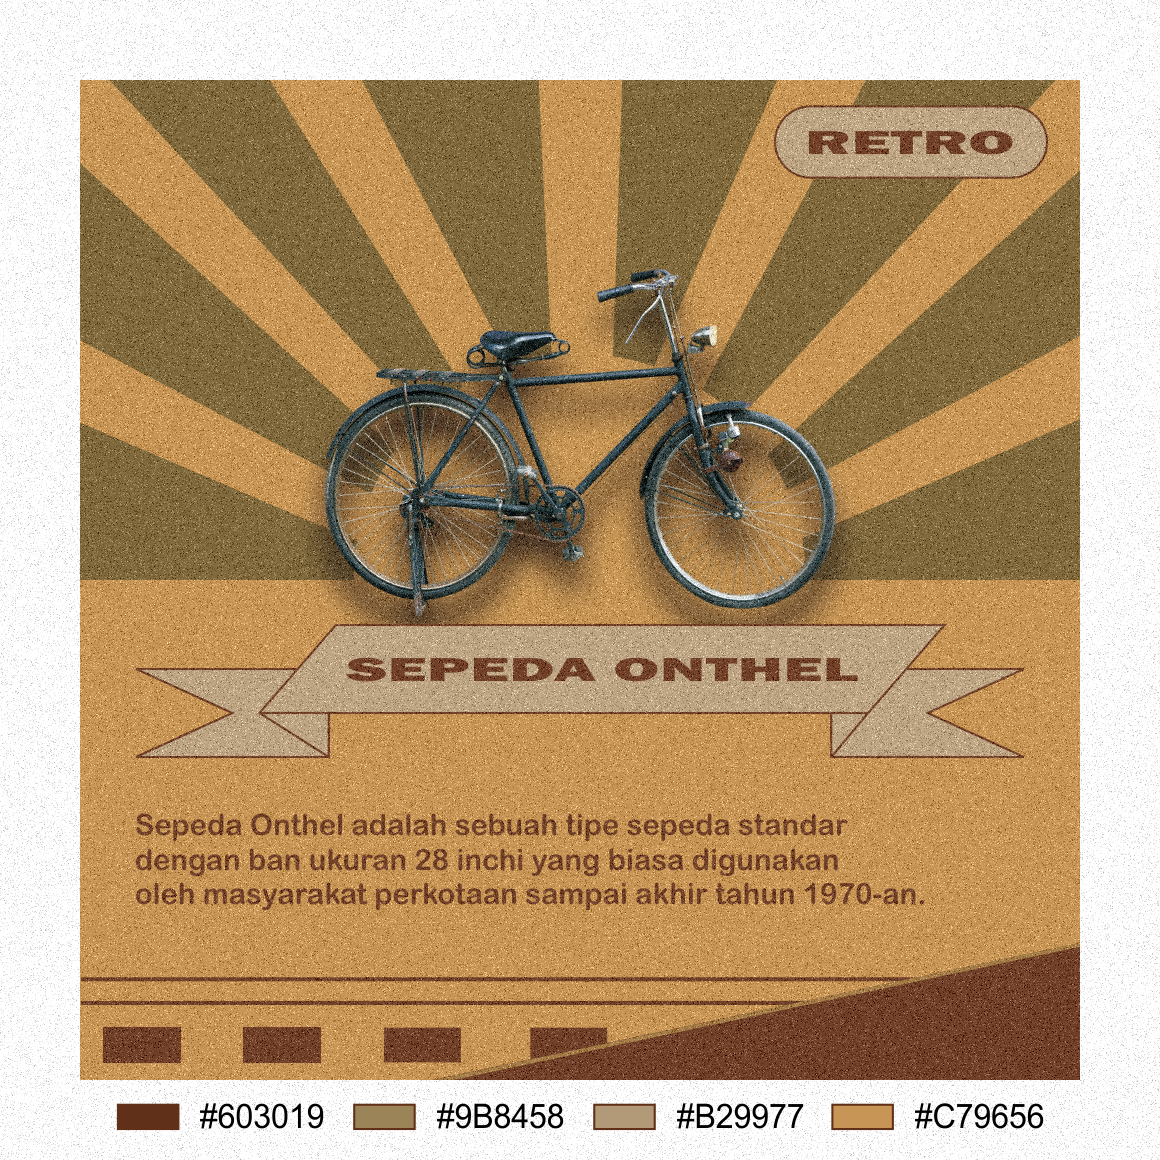 RETRO
SEPEDA ONTHEL
Sepeda Onthel adalah sebuah tipe sepeda standar
dengan ban ukuran 28 inchi yang biasa digunakan
oleh masyarakat perkotaan sampai akhir tahun 1970-an.
#603019 #9B8458 #B29977 #C79656